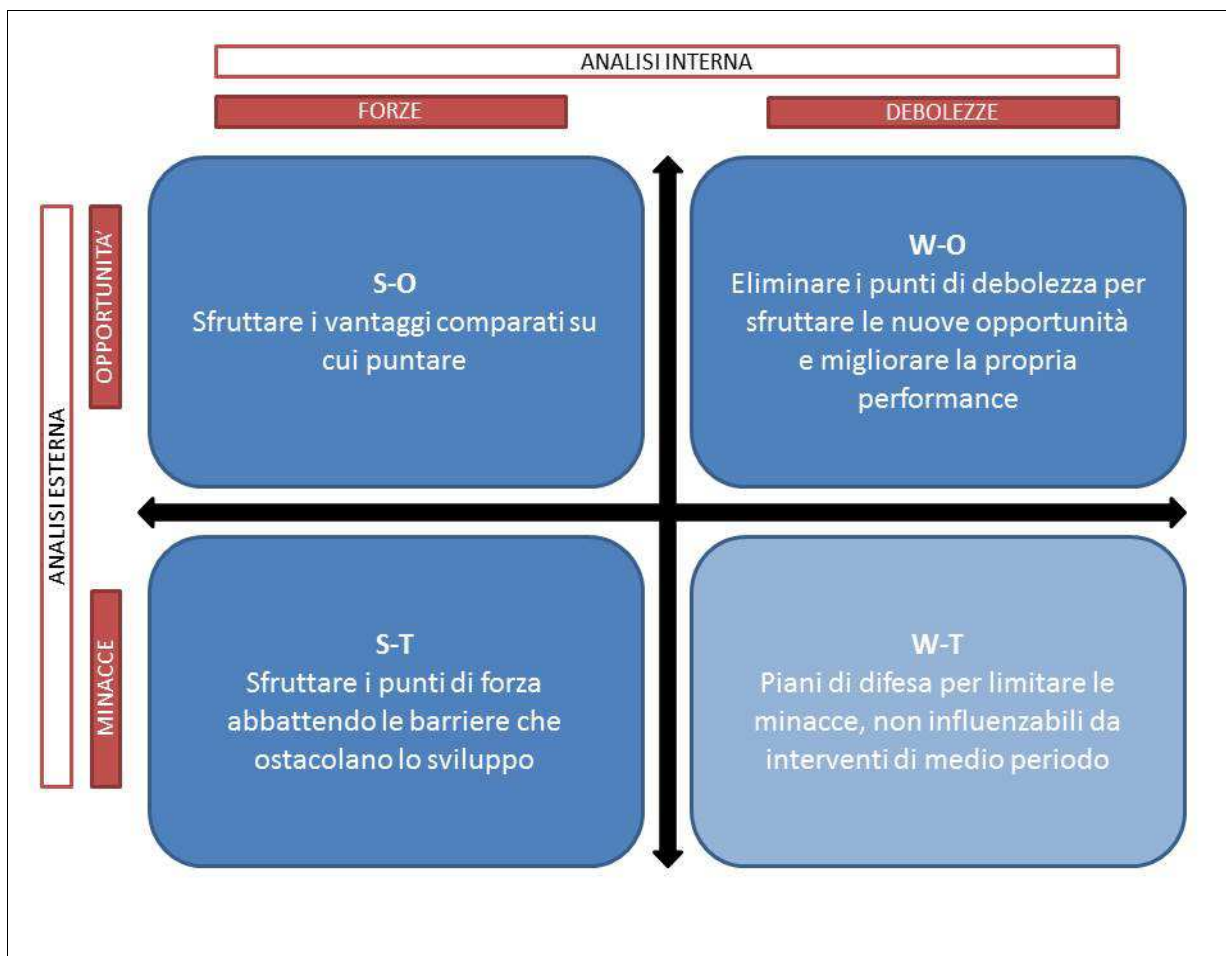 ANALISI INTERNA
FORZE
DEBOLEZZE
ANALISI ESTERNA
OPPORTUNITA'
MINACCE
S-O
Sfruttare i vantaggi comparati su
cui puntare
W-O
Eliminare i punti di debolezza per
sfruttare le nuove opportunità
e migliorare la propria
performance
S-T
Sfruttare i punti di forza
abbattendo le barriere che
ostacolano lo sviluppo
W-T
Piani di difesa per limitare le
minacce, non influenzabili da
interventi di medio periodo